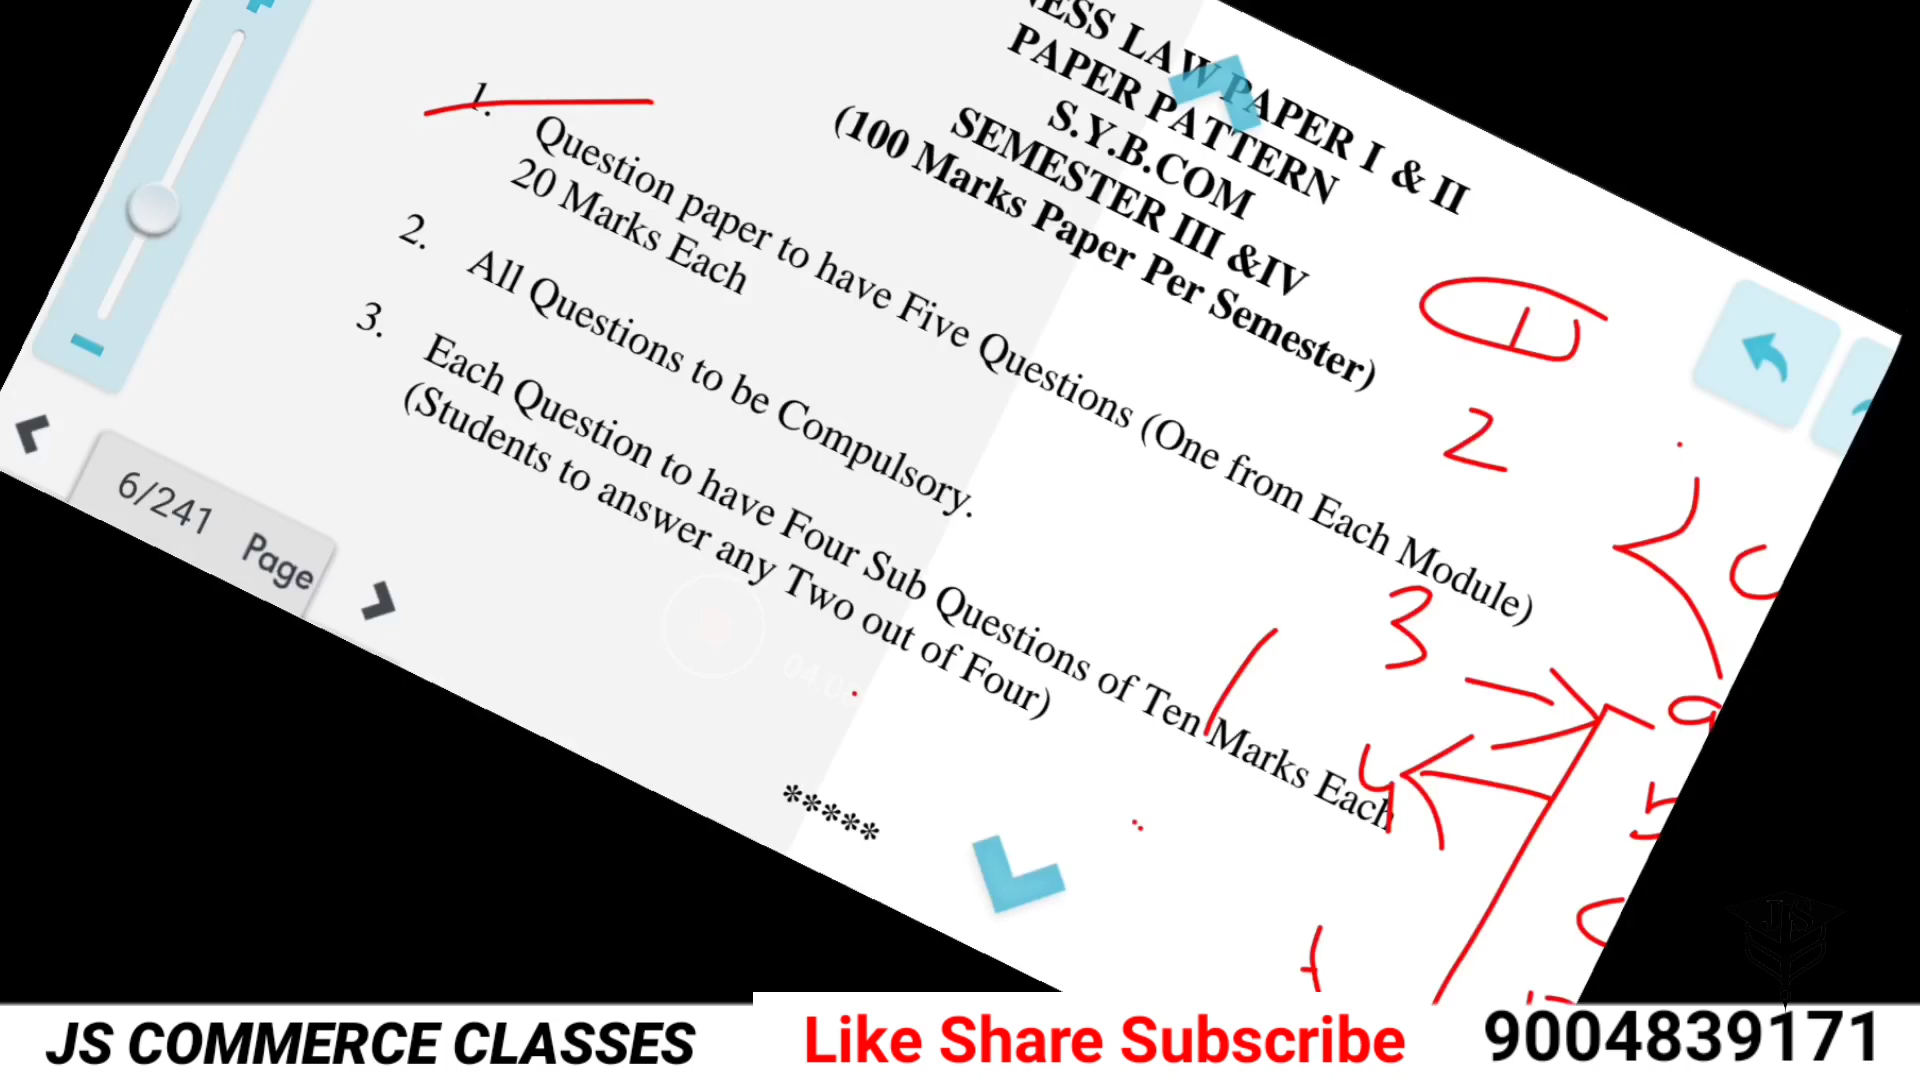 NESS LAW PAPER I & II
PAPER PATTERN
S.Y.B.COM
SEMESTER III &IV
(100 Marks Paper Per Semester)
1. Question paper to have Five Questions (One from Each Module)
20 Marks Each
2. All Questions to be Compulsory.
3. Each Question to have Four Sub Questions of Ten Marks Each
(Students to answer any Two out of Four)
*****
1
2
3
4
a
5
6/241 Page
JS
JS COMMERCE CLASSES
Like Share Subscribe
9004839171